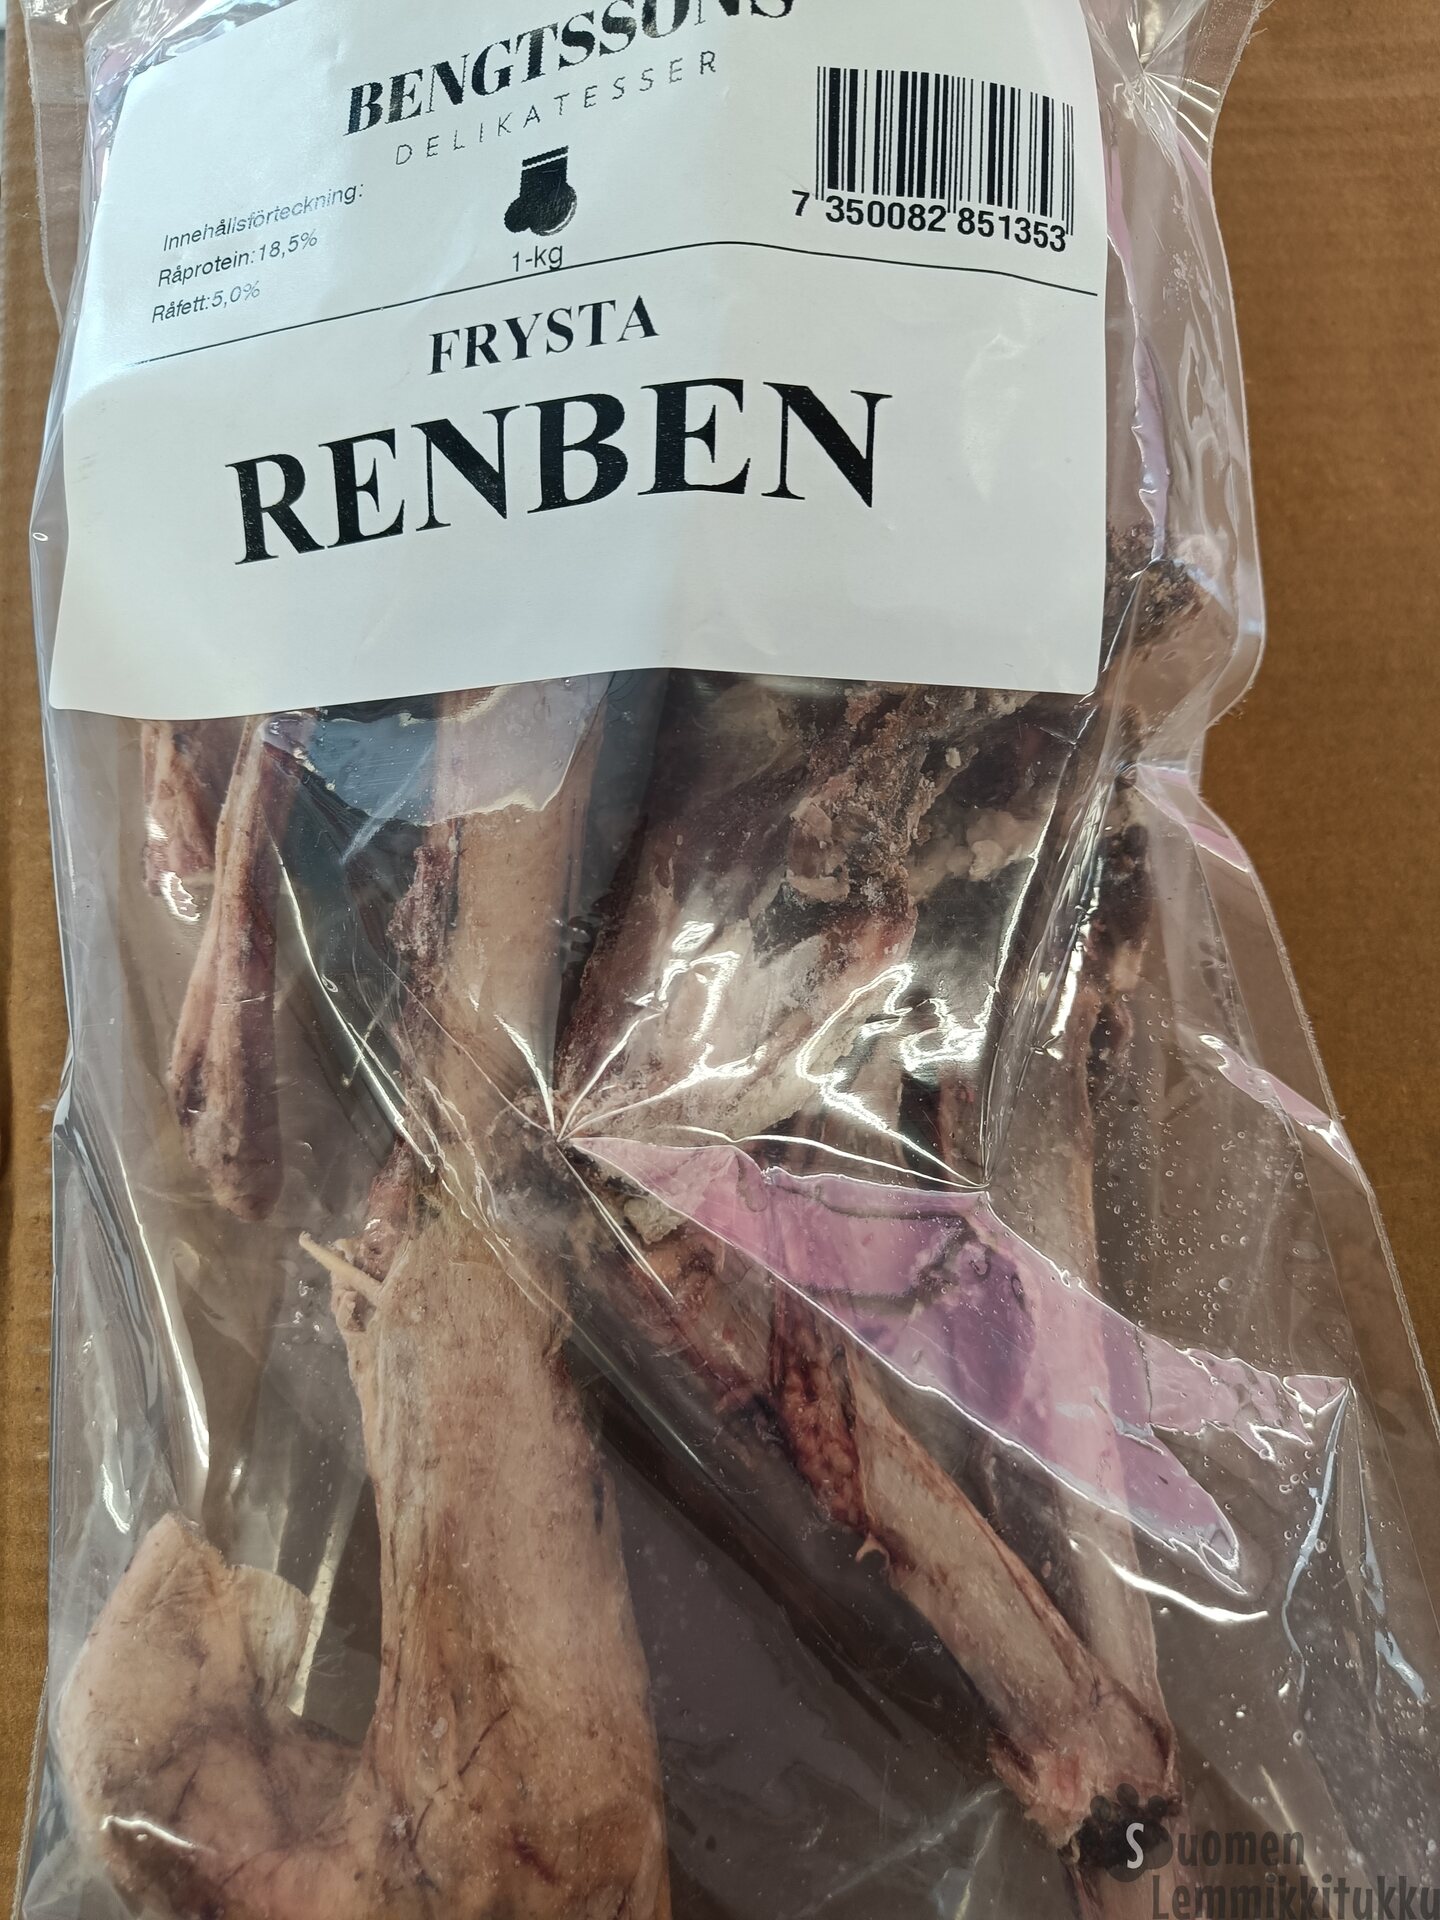 BENGTSSONS
DELIKATESSER
Innehållsförteckning:
Råprotein:18,5%
Råfett:5,0%
1-kg
7 350082 851353
FRYSTA
RENBEN
Suomen
Lemmikkitukku